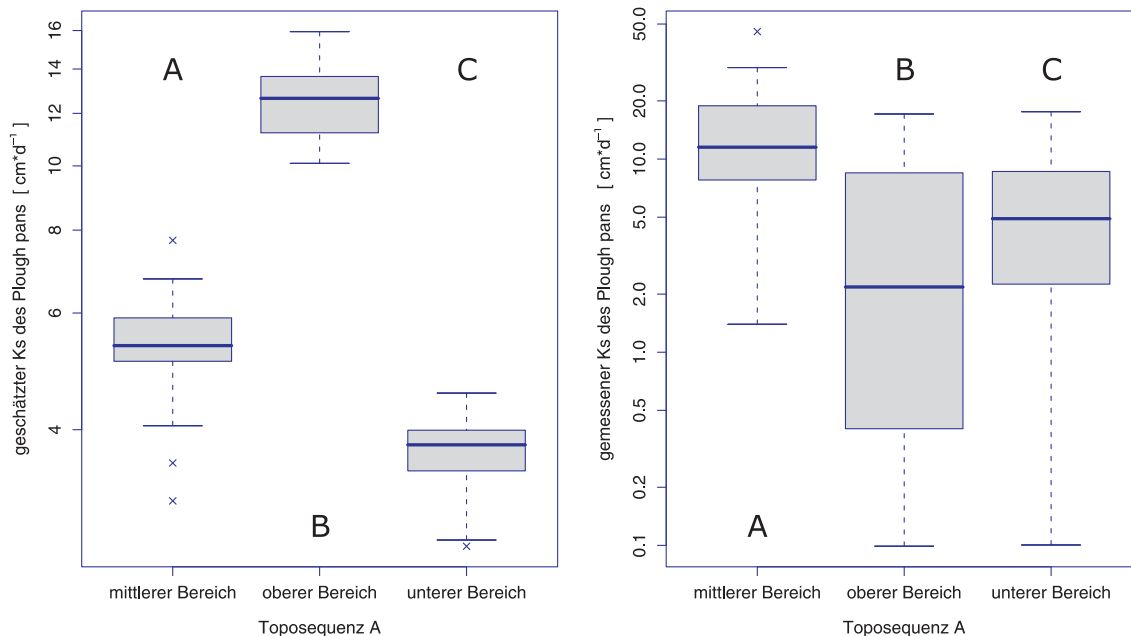 geschätzter Ks des Plough pans [ cm*d⁻¹ ]
16
14
12
10
8
6
4
A
B
C
mittlerer Bereich oberer Bereich unterer Bereich
Toposequenz A
gemessener Ks des Plough pans [ cm*d⁻¹ ]
50.0
20.0
10.0
5.0
2.0
1.0
0.5
0.2
0.1
A
B
C
mittlerer Bereich oberer Bereich unterer Bereich
Toposequenz A